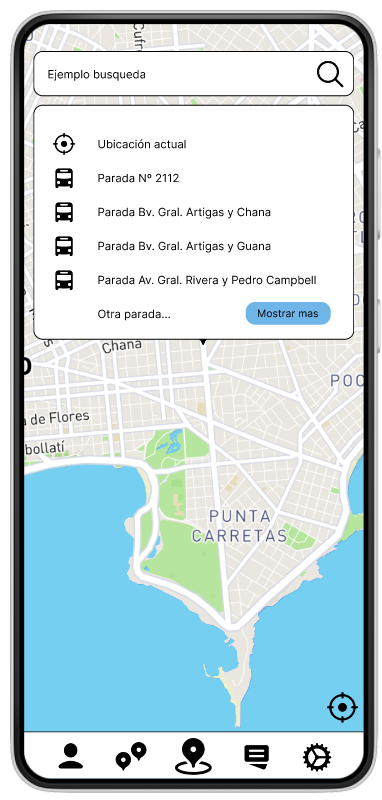 Ejemplo busqueda
Ubicación actual
Parada Nº 2112
Parada Bv. Gral. Artigas y Chana
Parada Bv. Gral. Artigas y Guana
Parada Av. Gral. Rivera y Pedro Campbell
Otra parada...
Mostrar mas
Chana
POC
a de Flores
bollatí
PUNTA
CARRETAS